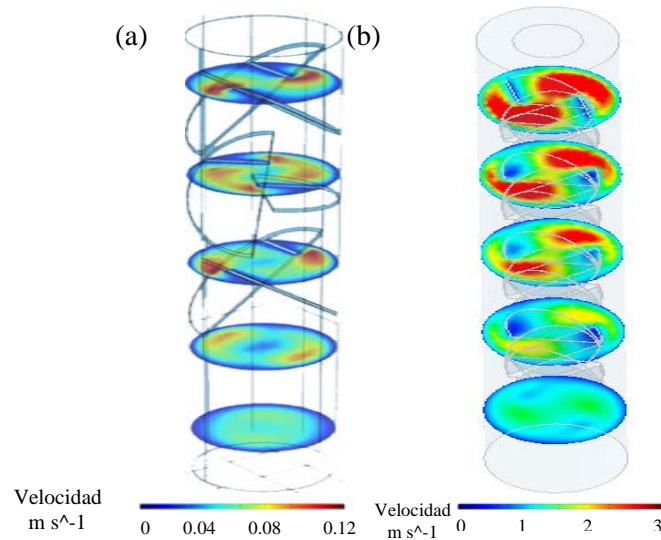 (a)
(b)
Velocidad
m s^-1
0 0.04 0.08 0.12
Velocidad
m s^-1
0 1 2 3